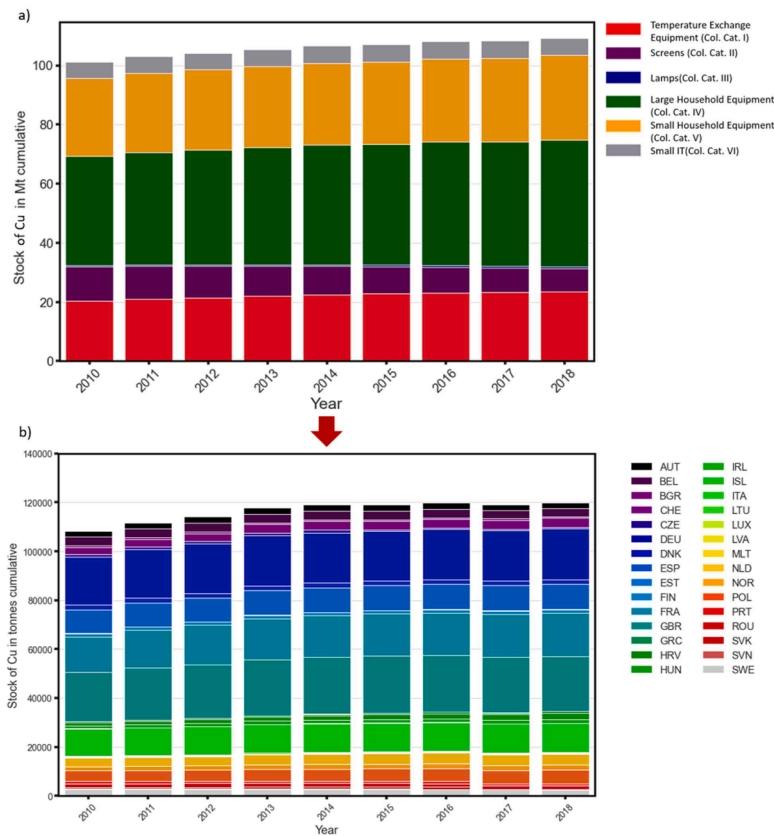 a)
Stock of Cu in Mt cumulative
100
80
60
40
20
0
2010 2011 2012 2013 2014 2015 2016 2017 2018
Year
Temperature Exchange
Equipment (Col. Cat. I)
Screens (Col. Cat. II)
Lamps(Col. Cat. III)
Large Household Equipment
(Col. Cat. IV)
Small Household Equipment
(Col. Cat. V)
Small IT(Col. Cat. VI)
b)
Stock of Cu in tonnes cumulative
140000
120000
100000
80000
60000
40000
20000
0
2010 2011 2012 2013 2014 2015 2016 2017 2018
Year
AUT IRL
BEL ISL
BGR ITA
CHE LTU
CZE LUX
DEU LVA
DNK MLT
ESP NLD
EST NOR
FIN POL
FRA PRT
GBR ROU
GRC SVK
HRV SVN
HUN SWE